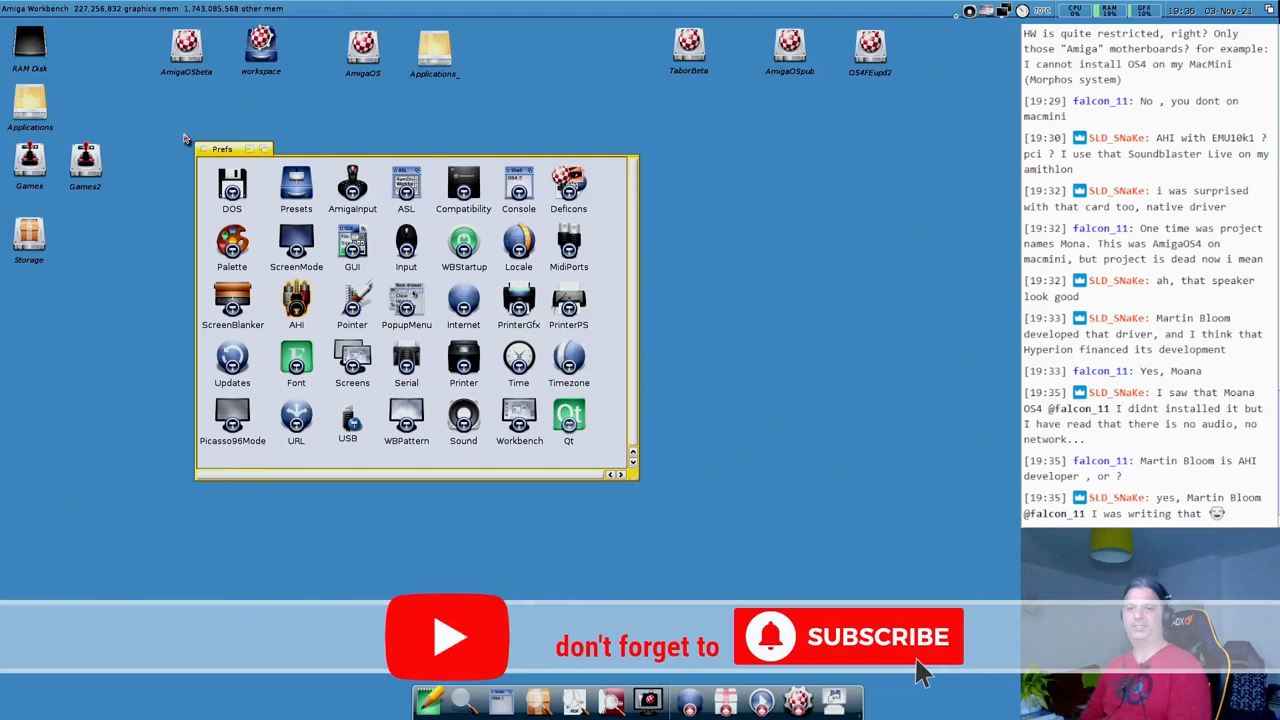 Amiga Workbench 227.256,832 graphics mem 1,743,085.568 other mem
70°C
CPU
0%
RAM
19%
GFX
10%
19:36 03-Nov-21
RAM Disk
AmigaOSbeta
workspace
AmigaOS
Applications_
TaborBeta
AmigaOSpub
OS4FEupd2
Applications
Games
Games2
Storage
Prefs
DOS
Presets
AmigaInput
ASL
Compatibility
Console
DefIcons
Palette
ScreenMode
GUI
Input
WBStartup
Locale
MidiPorts
ScreenBlanker
AHI
Pointer
PopupMenu
Internet
PrinterGfx
PrinterPS
Updates
Font
Screens
Serial
Printer
Time
Timezone
Picasso96Mode
URL
USB
WBPattern
Sound
Workbench
Qt
HW is quite restricted, right? Only
those "Amiga" motherboards? for example:
I cannot install OS4 on my MacMini
(Morphos system)
[19:29] falcon_11: No , you dont on
macmini
[19:30] SLD_SNaKe: AHI with EMU10k1 ?
pci ? I use that Soundblaster Live on my
amithlon
[19:32] SLD_SNaKe: i was surprised
with that card too, native driver
[19:32] falcon_11: One time was project
names Mona. This was AmigaOS4 on
macmini, but project is dead now i mean
[19:32] SLD_SNaKe: ah, that speaker
look good
[19:33] SLD_SNaKe: Martin Bloom
developed that driver, and I think that
Hyperion financed its development
[19:33] falcon_11: Yes, Moana
[19:35] SLD_SNaKe: I saw that Moana
OS4 @falcon_11 I didnt installed it but
I have read that there is no audio, no
network...
[19:35] falcon_11: Martin Bloom is AHI
developer , or ?
[19:35] SLD_SNaKe: yes, Martin Bloom
@falcon_11 I was writing that
don't forget to
SUBSCRIBE